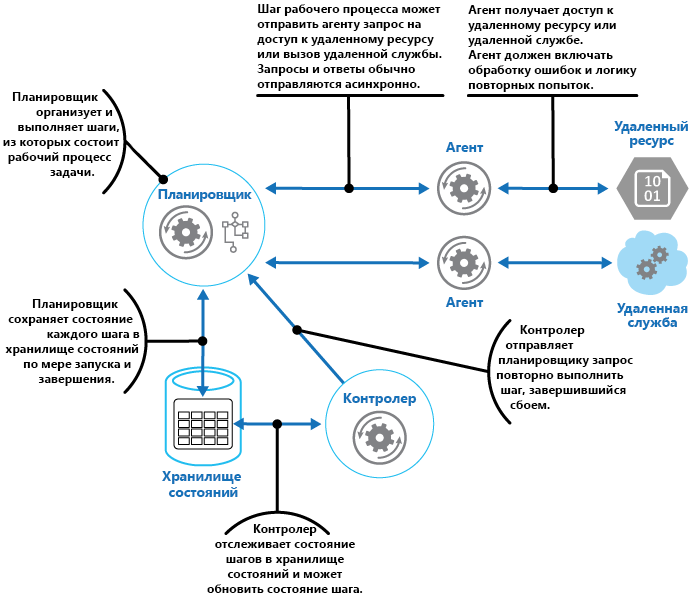 Шаг рабочего процесса может
отправить агенту запрос на
доступ к удаленному ресурсу
или вызов удаленной службы.
Запросы и ответы обычно
отправляются асинхронно.
Агент получает доступ к
удаленному ресурсу или
удаленной службе.
Агент должен включать
обработку ошибок и логику
повторных попыток.
Планировщик
организует и
выполняет шаги,
из которых состоит
рабочий процесс
задачи.
Планировщик
Агент
Удаленный
ресурс
10
01
Агент
Удаленная
служба
Планировщик
сохраняет состояние
каждого шага в
хранилище состояний
по мере запуска и
завершения.
Контролер
отправляет
планировщику запрос
повторно выполнить
шаг, завершившийся
сбоем.
Контролер
Хранилище
состояний
Контролер
отслеживает состояние
шагов в хранилище
состояний и может
обновить состояние шага.